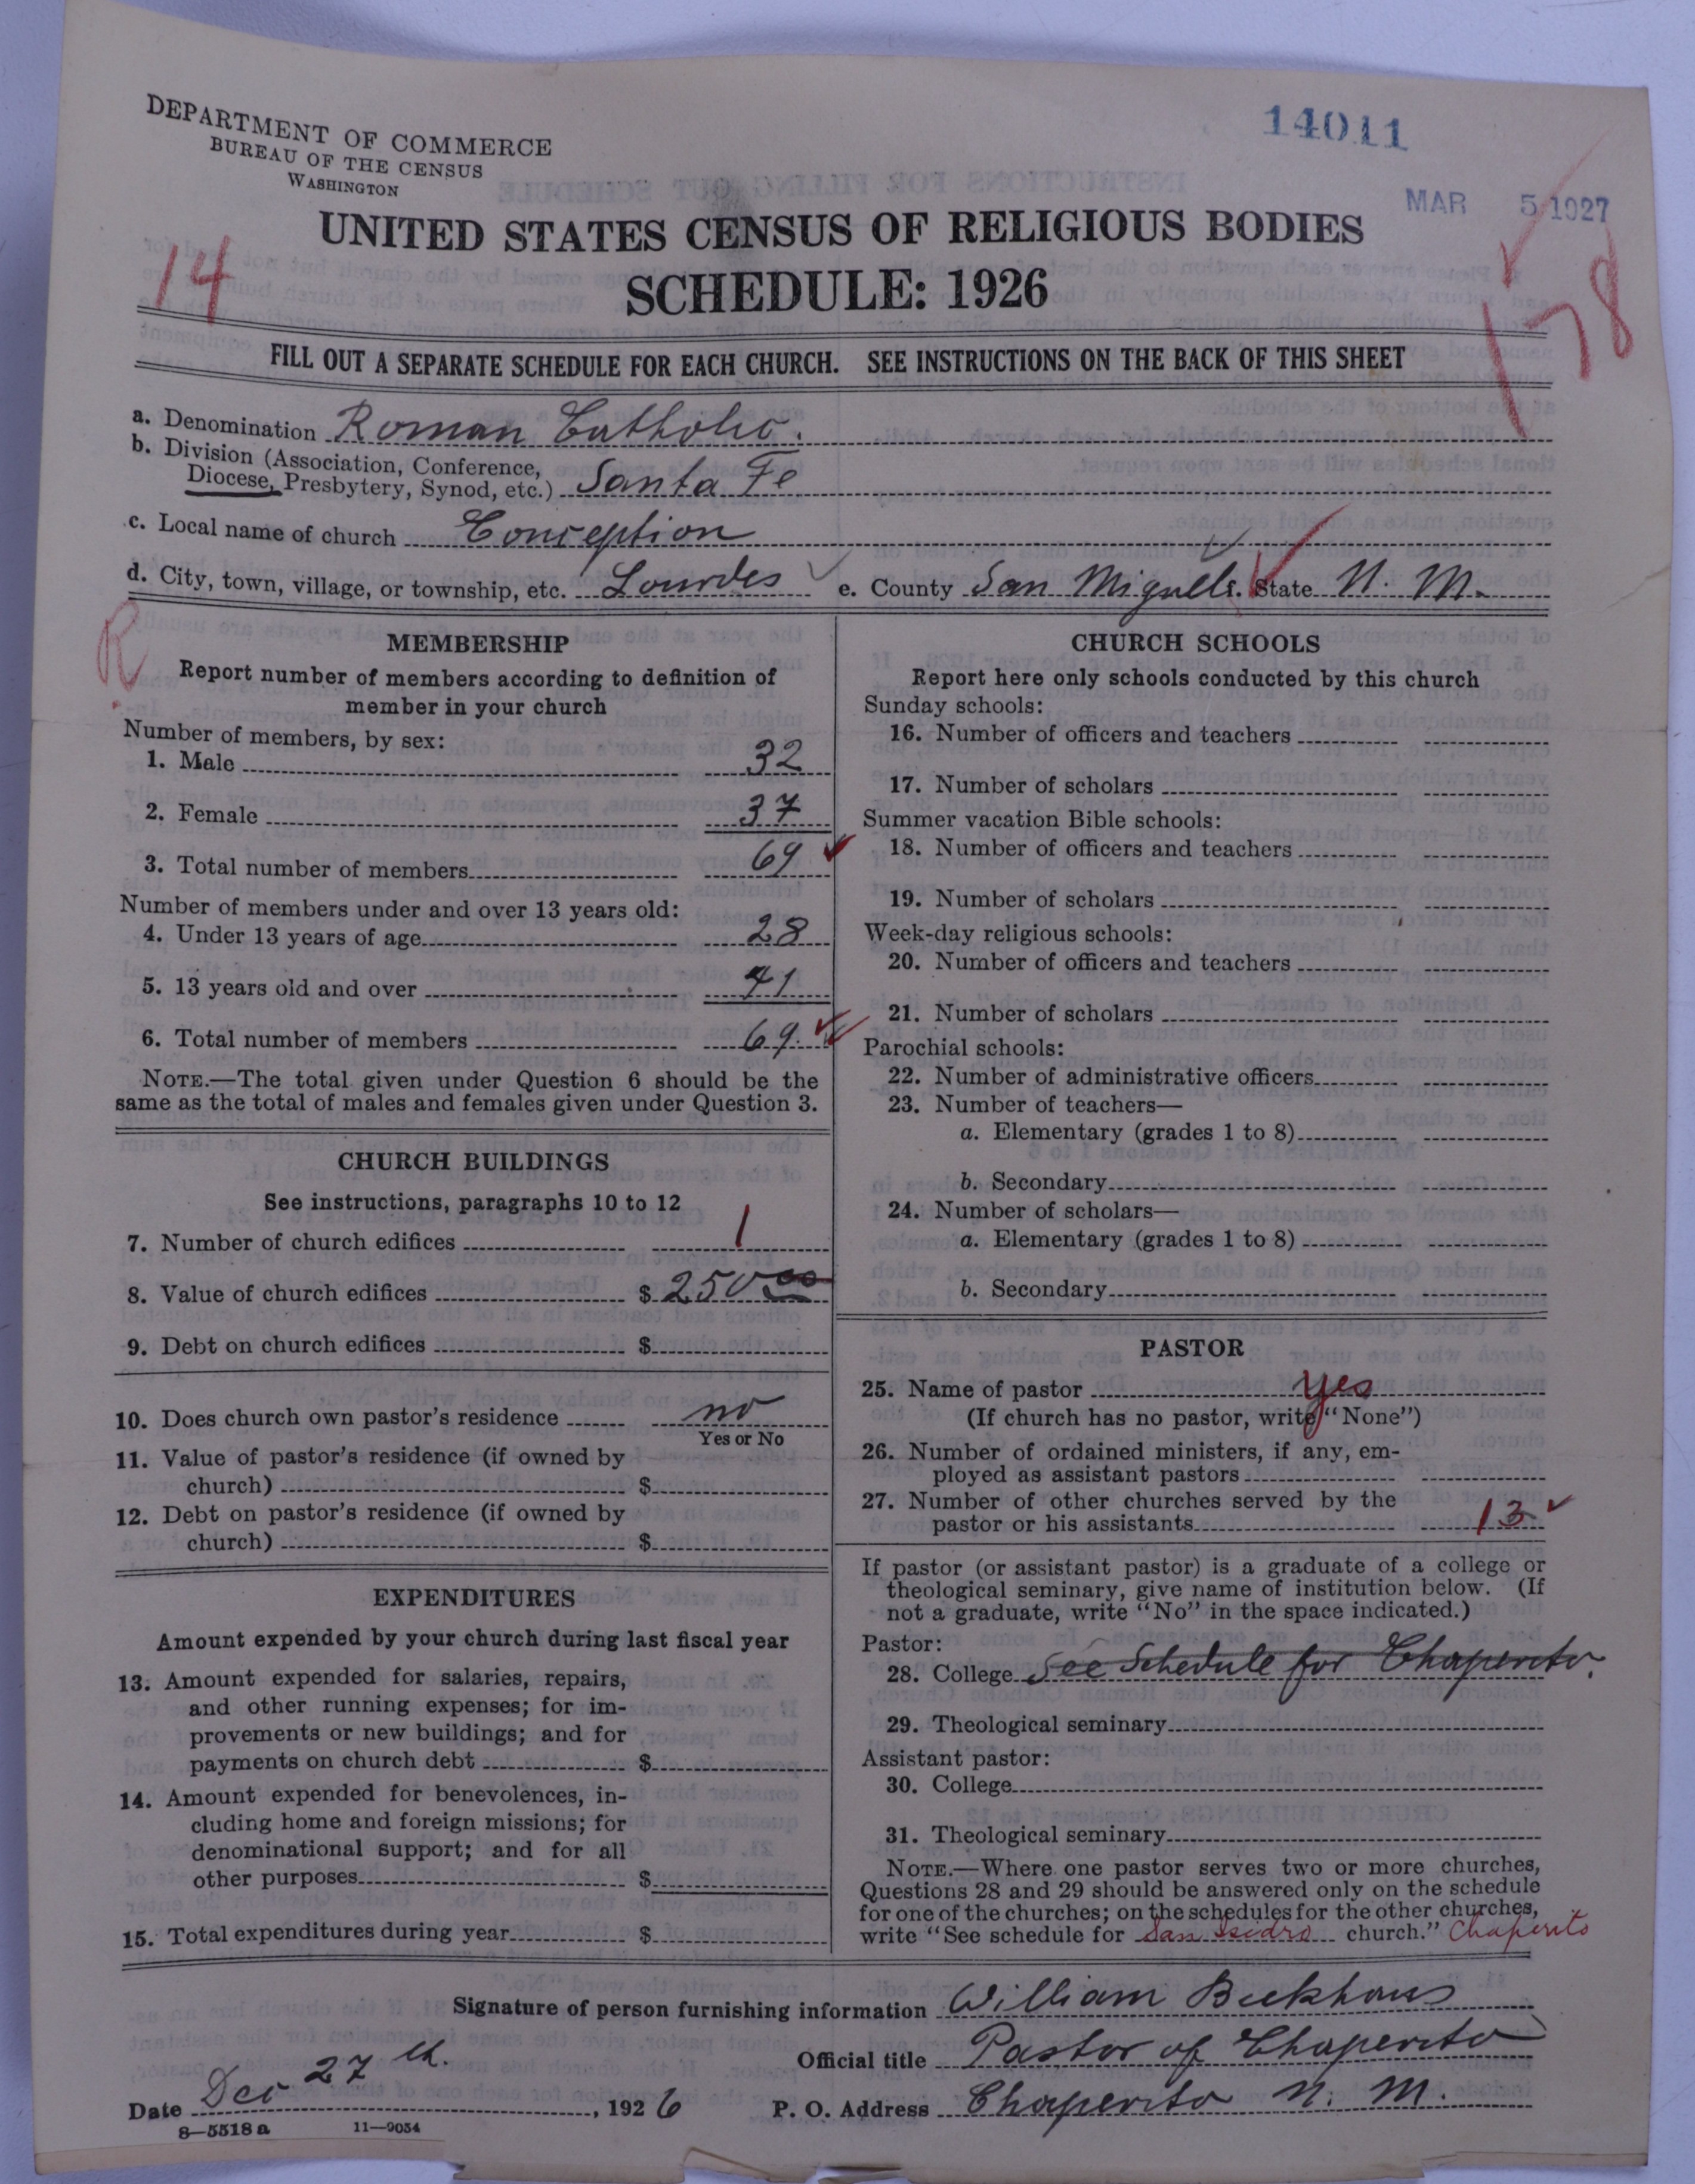 DEPARTMENT OF COMMERCE
BUREAU OF THE CENSUS
WASHINGTON
14011
MAR 5 1927
UNITED STATES CENSUS OF RELIGIOUS BODIES
SCHEDULE: 1926
14
178
FILL OUT A SEPARATE SCHEDULE FOR EACH CHURCH. SEE INSTRUCTIONS ON THE BACK OF THIS SHEET
a. Denomination Roman Catholic.
b. Division (Association, Conference,
Diocese, Presbytery, Synod, etc.) Santa Fe
c. Local name of church Conception
d. City, town, village, or township, etc. Lourdes e. County San Miguel. State N. M.
R
MEMBERSHIP
Report number of members according to definition of
member in your church
Number of members, by sex:
1. Male 32
2. Female 37
3. Total number of members 69
Number of members under and over 13 years old:
4. Under 13 years of age 28
5. 13 years old and over 41
6. Total number of members 69.
NOTE.—The total given under Question 6 should be the
same as the total of males and females given under Question 3.
CHURCH BUILDINGS
See instructions, paragraphs 10 to 12
7. Number of church edifices 1
8. Value of church edifices $ 250 00
9. Debt on church edifices $
10. Does church own pastor's residence no
Yes or No
11. Value of pastor's residence (if owned by
church) $
12. Debt on pastor's residence (if owned by
church) $
EXPENDITURES
Amount expended by your church during last fiscal year
13. Amount expended for salaries, repairs,
and other running expenses; for im-
provements or new buildings; and for
payments on church debt $
14. Amount expended for benevolences, in-
cluding home and foreign missions; for
denominational support; and for all
other purposes $
15. Total expenditures during year $
CHURCH SCHOOLS
Report here only schools conducted by this church
Sunday schools:
16. Number of officers and teachers
17. Number of scholars
Summer vacation Bible schools:
18. Number of officers and teachers
19. Number of scholars
Week-day religious schools:
20. Number of officers and teachers
21. Number of scholars
Parochial schools:
22. Number of administrative officers
23. Number of teachers—
a. Elementary (grades 1 to 8)
b. Secondary
24. Number of scholars—
a. Elementary (grades 1 to 8)
b. Secondary
PASTOR
25. Name of pastor yes
(If church has no pastor, write "None")
26. Number of ordained ministers, if any, em-
ployed as assistant pastors
27. Number of other churches served by the
pastor or his assistants 13
If pastor (or assistant pastor) is a graduate of a college or
theological seminary, give name of institution below. (If
not a graduate, write "No" in the space indicated.)
Pastor:
28. College See Schedule for Chaperito.
29. Theological seminary
Assistant pastor:
30. College
31. Theological seminary
NOTE.—Where one pastor serves two or more churches,
Questions 28 and 29 should be answered only on the schedule
for one of the churches; on the schedules for the other churches,
write "See schedule for San Isidro church." Chaperito
Signature of person furnishing information William Beekhaus
Official title Pastor of Chaperito
Date Dec 27 th., 1926 P. O. Address Chaperito N. M.
8—5518 a 11—9054